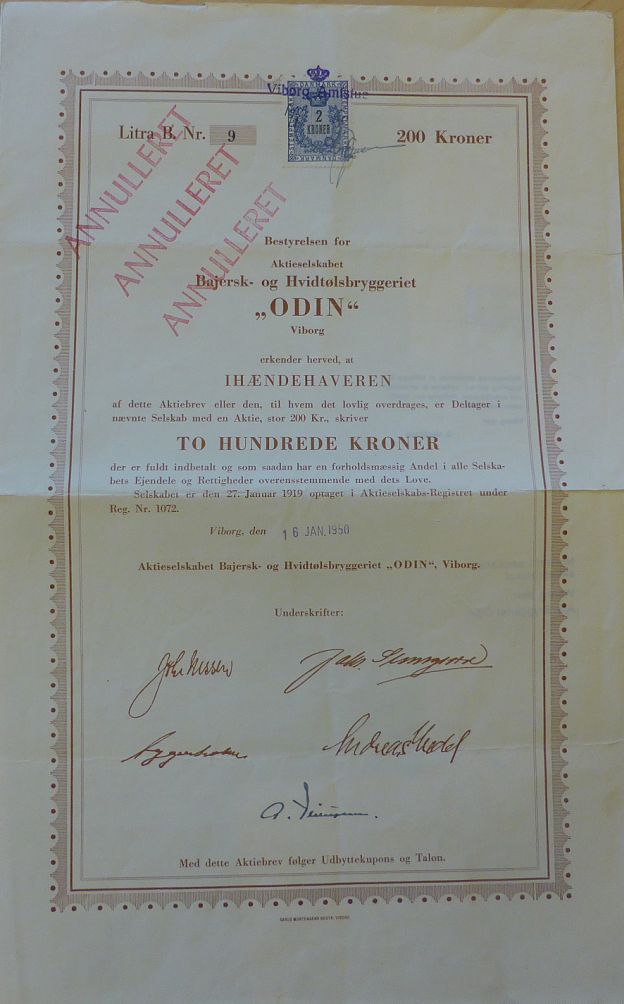 Viborg Amtstue
DANMARK
2
KRONER
Litra B. Nr. 9
200 Kroner
ANNULLERET
ANNULLERET
ANNULLERET
Bestyrelsen for
Aktieselskabet
Bajersk- og Hvidtølsbryggeriet
„ODIN“
Viborg
erkender herved, at
IHÆNDEHAVEREN
af dette Aktiebrev eller den, til hvem det lovlig overdrages, er Deltager i
nævnte Selskab med en Aktie, stor 200 Kr., skriver
TO HUNDREDE KRONER
der er fuldt indbetalt og som saadan har en forholdsmæssig Andel i alle Selska-
bets Ejendele og Rettigheder overensstemmende med dets Love.
Selskabet er den 27. Januar 1919 optaget i Aktieselskabs-Registret under
Reg. Nr. 1072.
Viborg, den 16 JAN. 1950
Aktieselskabet Bajersk- og Hvidtølsbryggeriet „ODIN“, Viborg.
Underskrifter:
Med dette Aktiebrev følger Udbyttekupons og Talon.